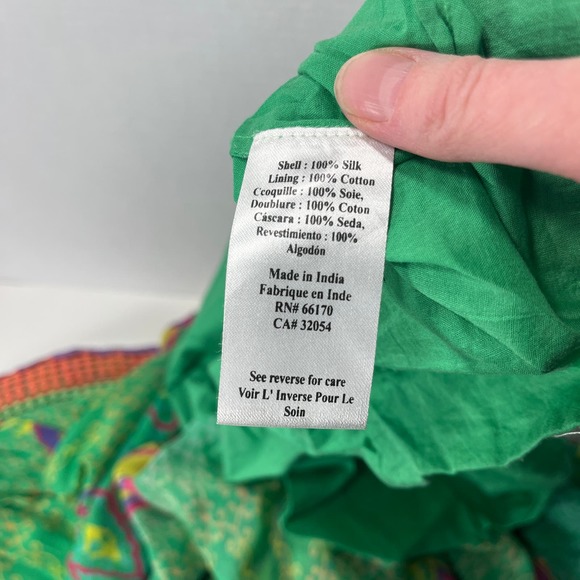 Shell : 100% Silk
Lining : 100% Cotton
Ccoquille : 100% Soie,
Doublure : 100% Coton
Cáscara : 100% Seda,
Revestimiento : 100%
Algodón
Made in India
Fabrique en Inde
RN# 66170
CA# 32054
See reverse for care
Voir L' Inverse Pour Le
Soin